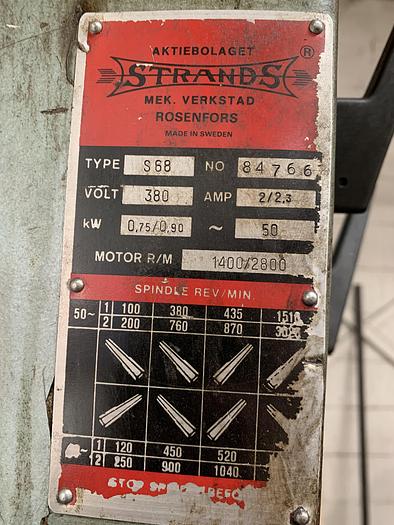 AKTIEBOLAGET
STRANDS ®
MEK. VERKSTAD
ROSENFORS
MADE IN SWEDEN
TYPE S68 NO 84766
VOLT 380 AMP 2/2,3
kW 0,75/0,90 ~ 50
MOTOR R/M 1400/2800
SPINDLE REV/MIN.
50~ 1 100 380 435 1510
2 200 760 870
1 120 450 520
2 250 900 1040
STOP